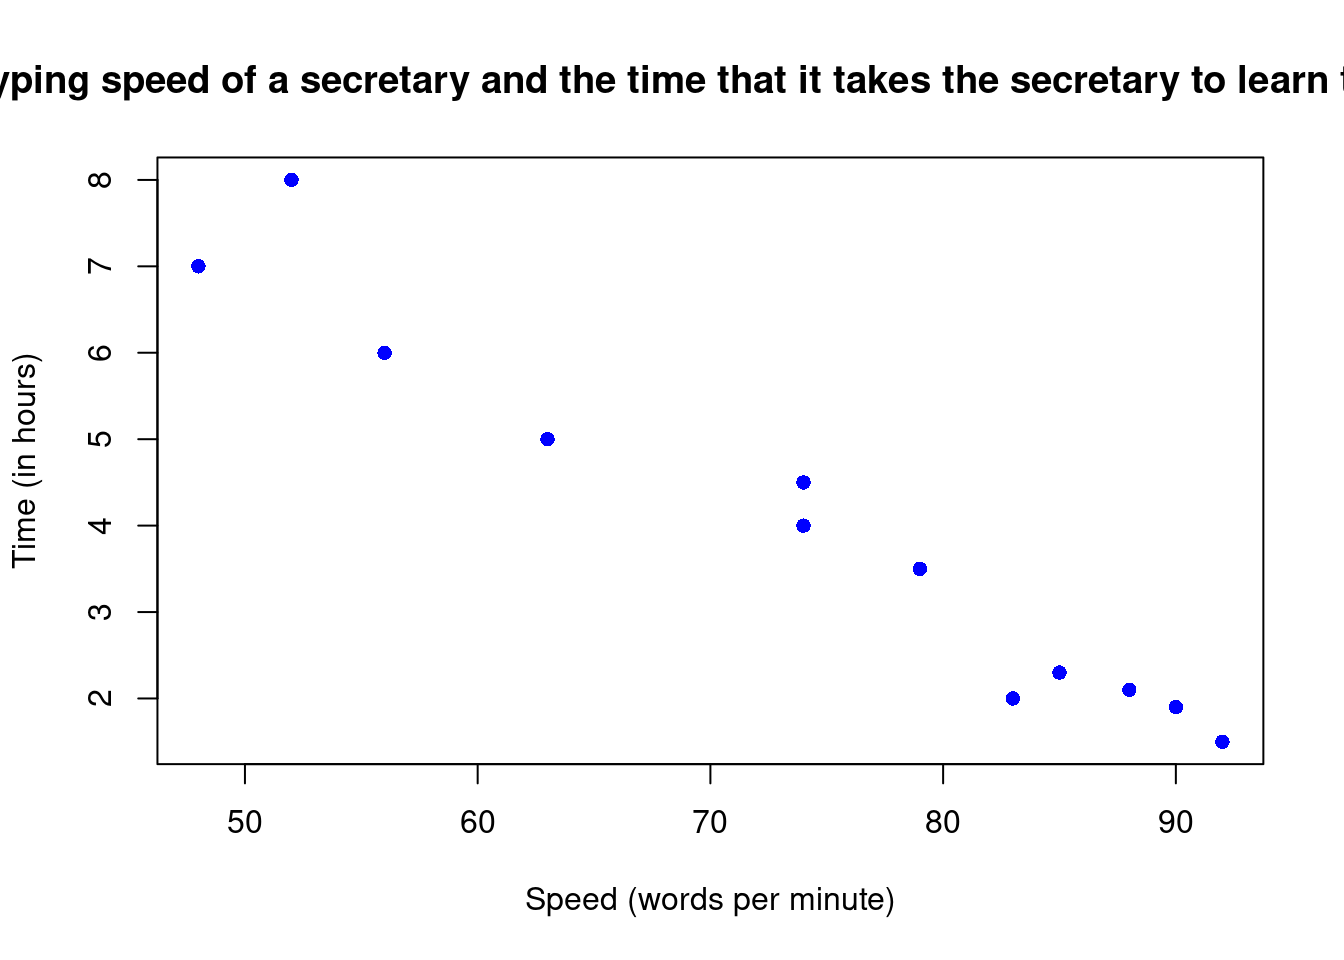 yping speed of a secretary and the time that it takes the secretary to learn t
8
7
6
5
4
3
2
Time (in hours)
50 60 70 80 90
Speed (words per minute)